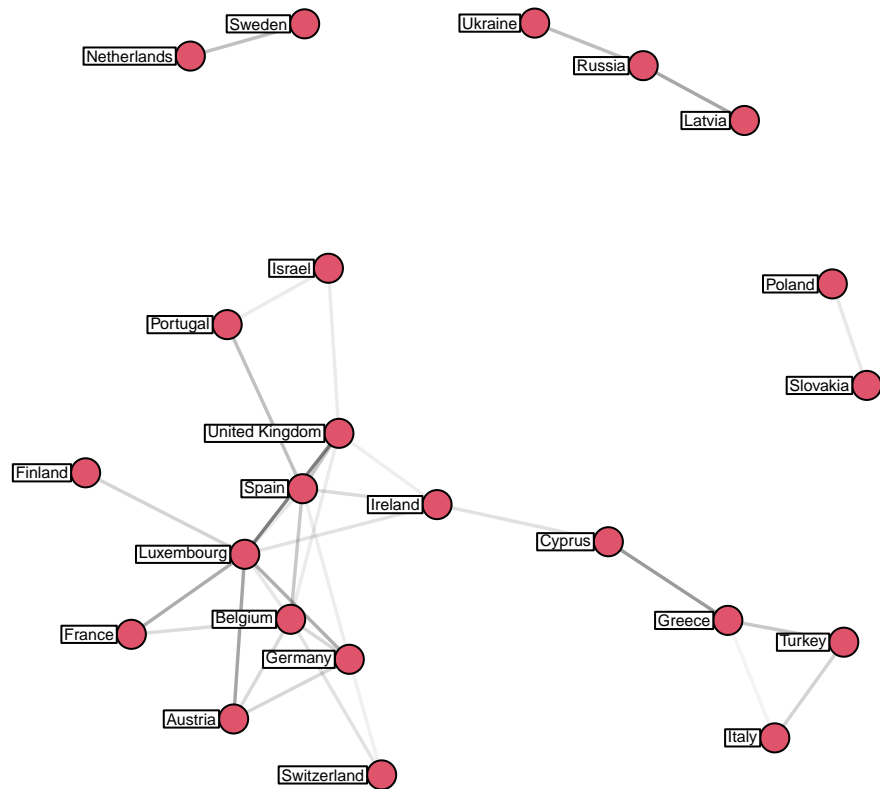 Sweden
Ukraine
Netherlands
Russia
Latvia
Israel
Poland
Portugal
Slovakia
United Kingdom
Finland
Spain
Ireland
Cyprus
Luxembourg
Belgium
Greece
France
Turkey
Germany
Austria
Italy
Switzerland